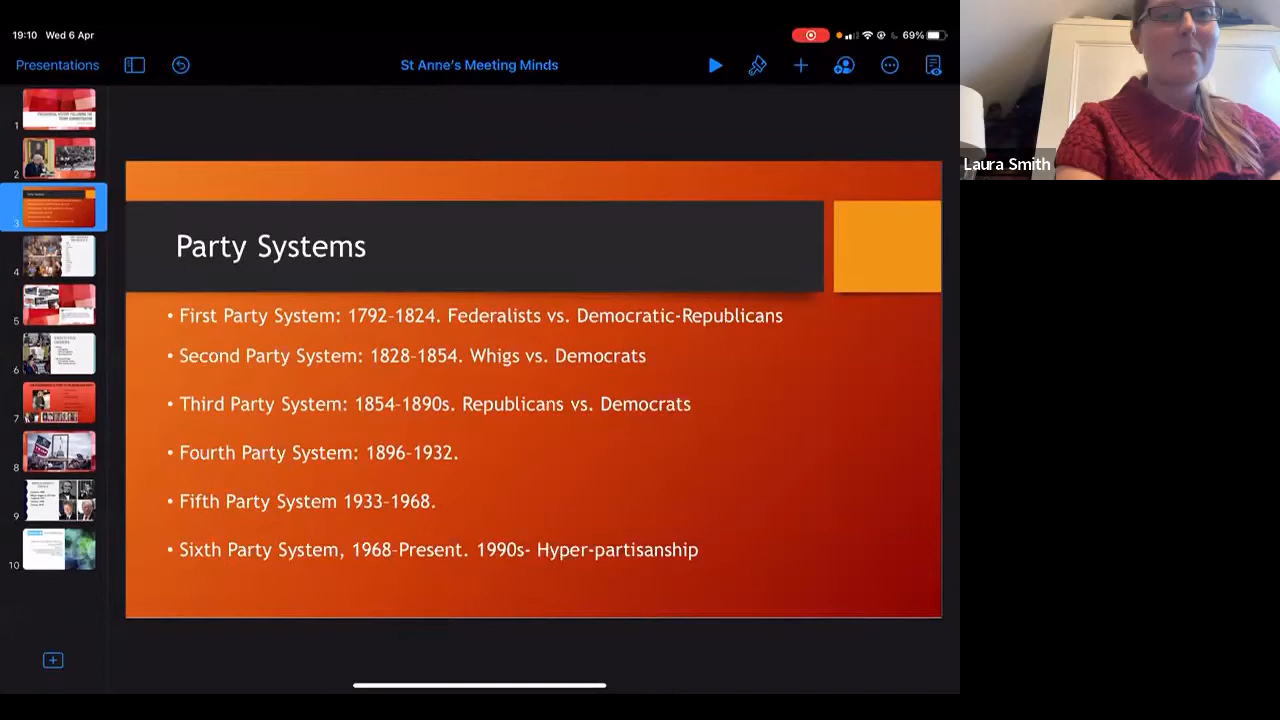 19:10 Wed 6 Apr
69%
Presentations
St Anne's Meeting Minds
Laura Smith
1
2
3
4
5
6
7
8
9
10
Party Systems
• First Party System: 1792-1824. Federalists vs. Democratic-Republicans
• Second Party System: 1828-1854. Whigs vs. Democrats
• Third Party System: 1854-1890s. Republicans vs. Democrats
• Fourth Party System: 1896-1932.
• Fifth Party System 1933-1968.
• Sixth Party System, 1968-Present. 1990s- Hyper-partisanship